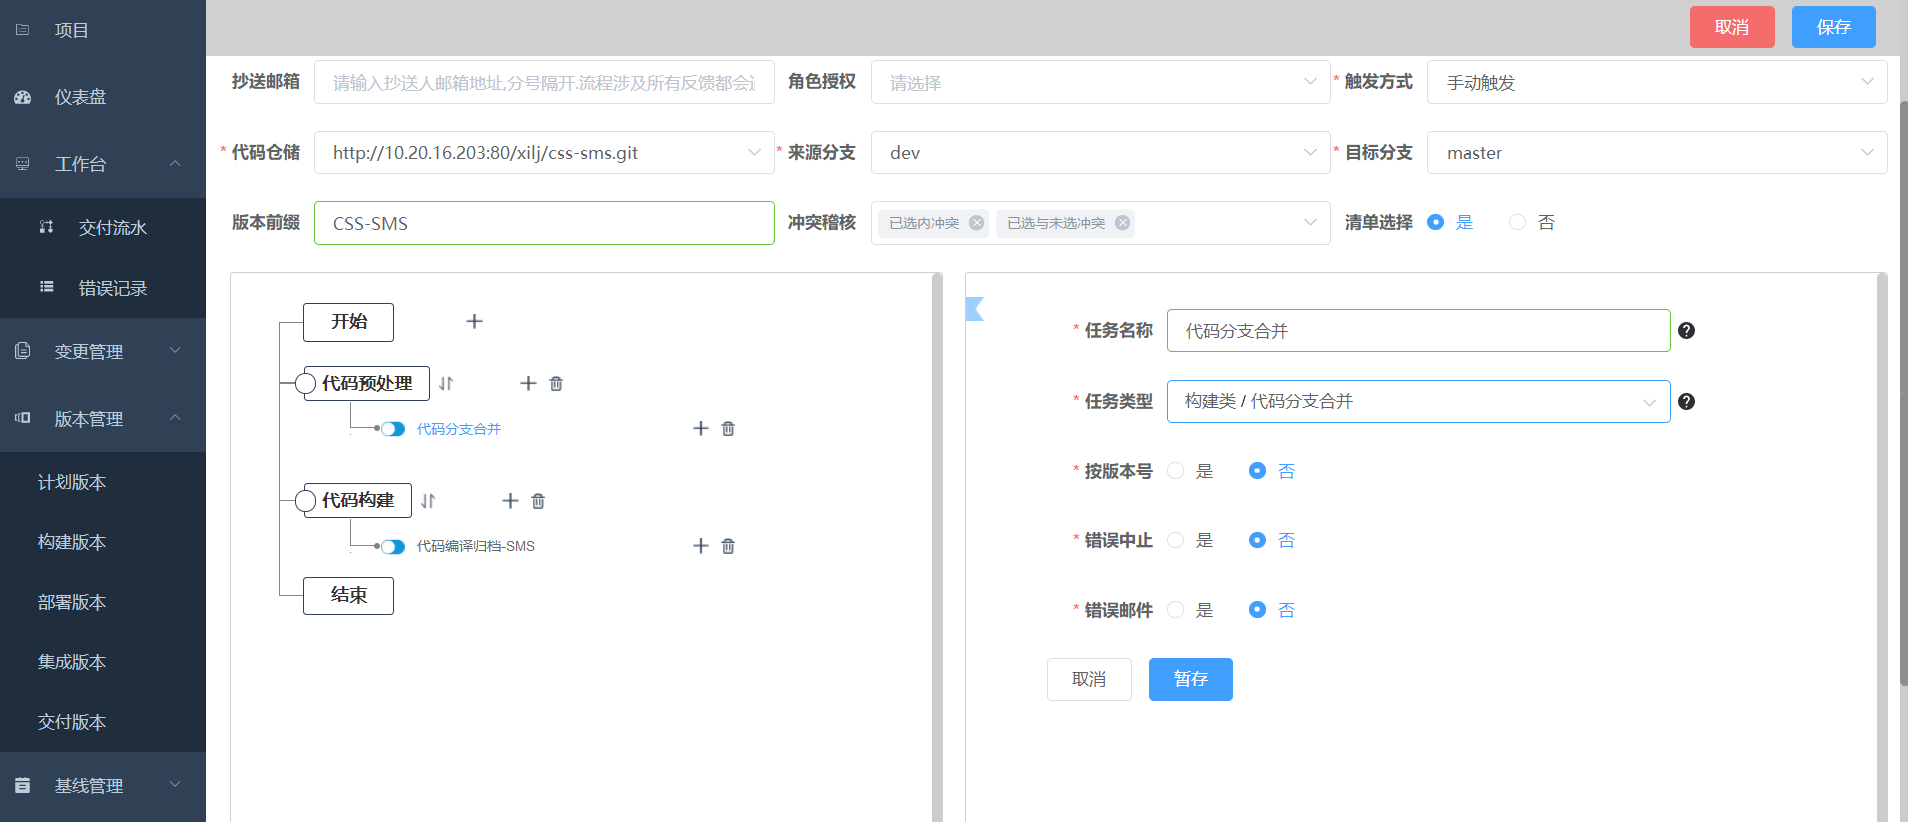 项目
仪表盘
工作台
交付流水
错误记录
变更管理
版本管理
计划版本
构建版本
部署版本
集成版本
交付版本
基线管理
取消 保存
抄送邮箱 请输入抄送人邮箱地址,分号隔开.流程涉及所有反馈都会 角色授权 请选择 * 触发方式 手动触发
* 代码仓储 http://10.20.16.203:80/xilj/css-sms.git * 来源分支 dev * 目标分支 master
版本前缀 CSS-SMS 冲突稽核 已选内冲突 已选与未选冲突 清单选择 是 否
开始
代码预处理
代码分支合并
代码构建
代码编译归档-SMS
结束
* 任务名称 代码分支合并
* 任务类型 构建类 / 代码分支合并
* 按版本号 是 否
* 错误中止 是 否
* 错误邮件 是 否
取消 暂存